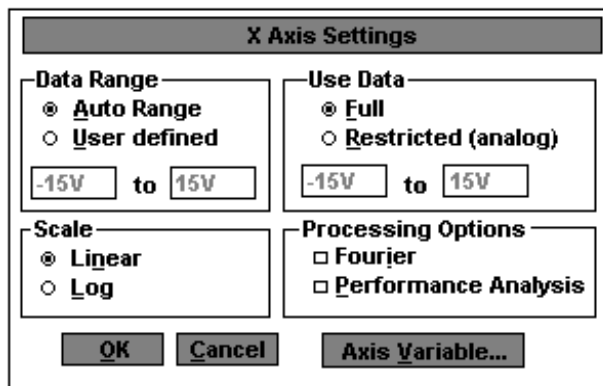 X Axis Settings
Data Range
Auto Range
User defined
-15V to 15V
Use Data
Full
Restricted (analog)
-15V to 15V
Scale
Linear
Log
Processing Options
Fourier
Performance Analysis
OK Cancel Axis Variable...